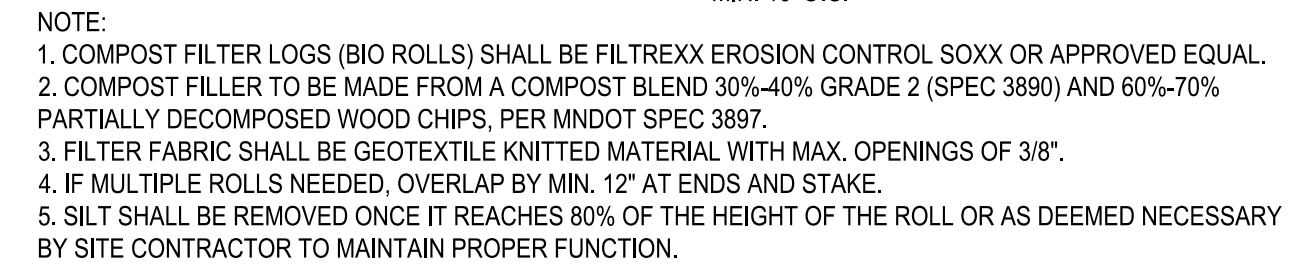 NOTE:
1. COMPOST FILTER LOGS (BIO ROLLS) SHALL BE FILTREXX EROSION CONTROL SOXX OR APPROVED EQUAL.
2. COMPOST FILLER TO BE MADE FROM A COMPOST BLEND 30%-40% GRADE 2 (SPEC 3890) AND 60%-70%
PARTIALLY DECOMPOSED WOOD CHIPS, PER MNDOT SPEC 3897.
3. FILTER FABRIC SHALL BE GEOTEXTILE KNITTED MATERIAL WITH MAX. OPENINGS OF 3/8".
4. IF MULTIPLE ROLLS NEEDED, OVERLAP BY MIN. 12" AT ENDS AND STAKE.
5. SILT SHALL BE REMOVED ONCE IT REACHES 80% OF THE HEIGHT OF THE ROLL OR AS DEEMED NECESSARY
BY SITE CONTRACTOR TO MAINTAIN PROPER FUNCTION.